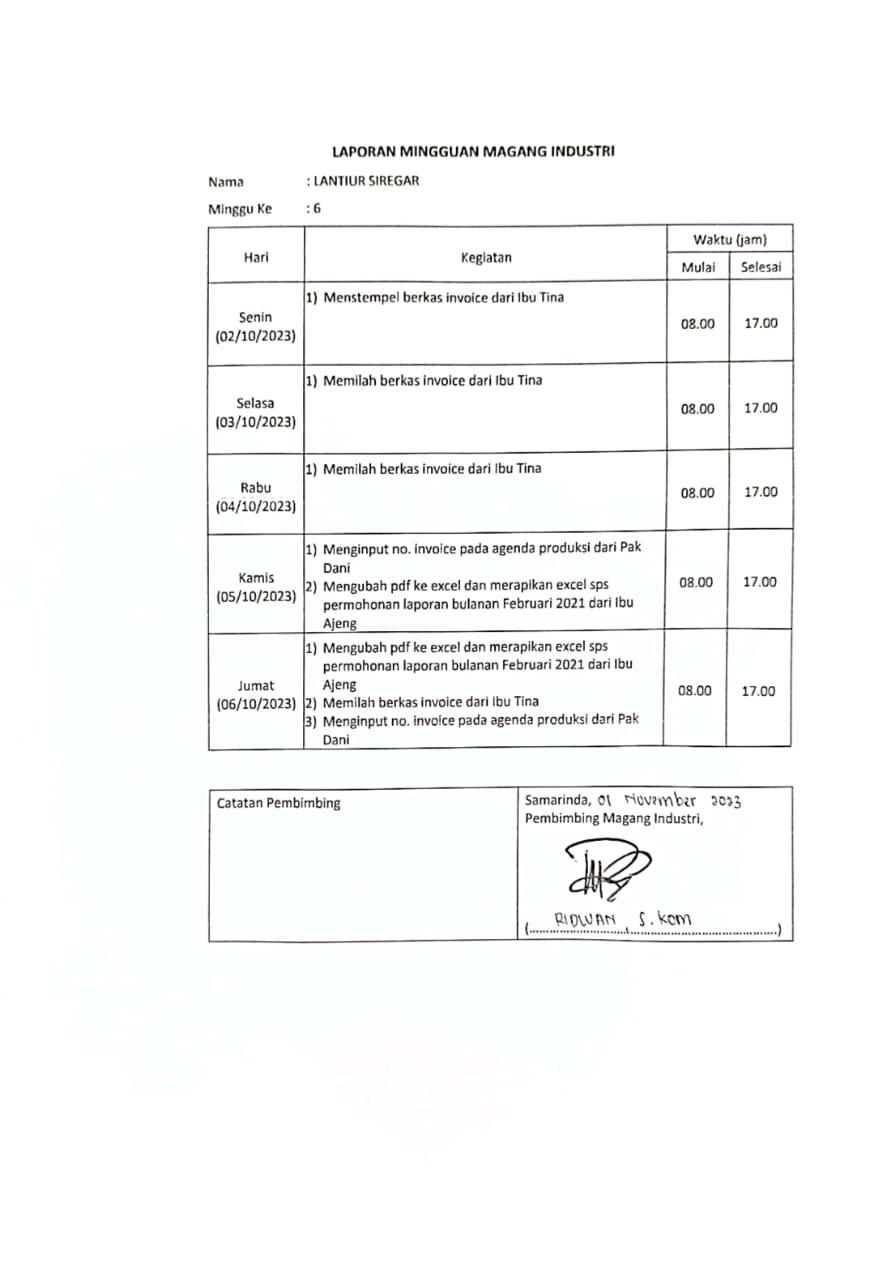 LAPORAN MINGGUAN MAGANG INDUSTRI
Nama : LANTIUR SIREGAR
Minggu Ke : 6
Hari Kegiatan Waktu (jam)
Mulai Selesai
Senin
(02/10/2023)
1) Menstempel berkas invoice dari Ibu Tina
08.00 17.00
Selasa
(03/10/2023)
1) Memilah berkas invoice dari Ibu Tina
08.00 17.00
Rabu
(04/10/2023)
1) Memilah berkas invoice dari Ibu Tina
08.00 17.00
Kamis
(05/10/2023)
1) Menginput no. invoice pada agenda produksi dari Pak
Dani
2) Mengubah pdf ke excel dan merapikan excel sps
permohonan laporan bulanan Februari 2021 dari Ibu
Ajeng
08.00 17.00
Jumat
(06/10/2023)
1) Mengubah pdf ke excel dan merapikan excel sps
permohonan laporan bulanan Februari 2021 dari Ibu
Ajeng
2) Memilah berkas invoice dari Ibu Tina
3) Menginput no. invoice pada agenda produksi dari Pak
Dani
08.00 17.00
Catatan Pembimbing
Samarinda, 01 November 2023
Pembimbing Magang Industri,
RIDWAN, S.kom